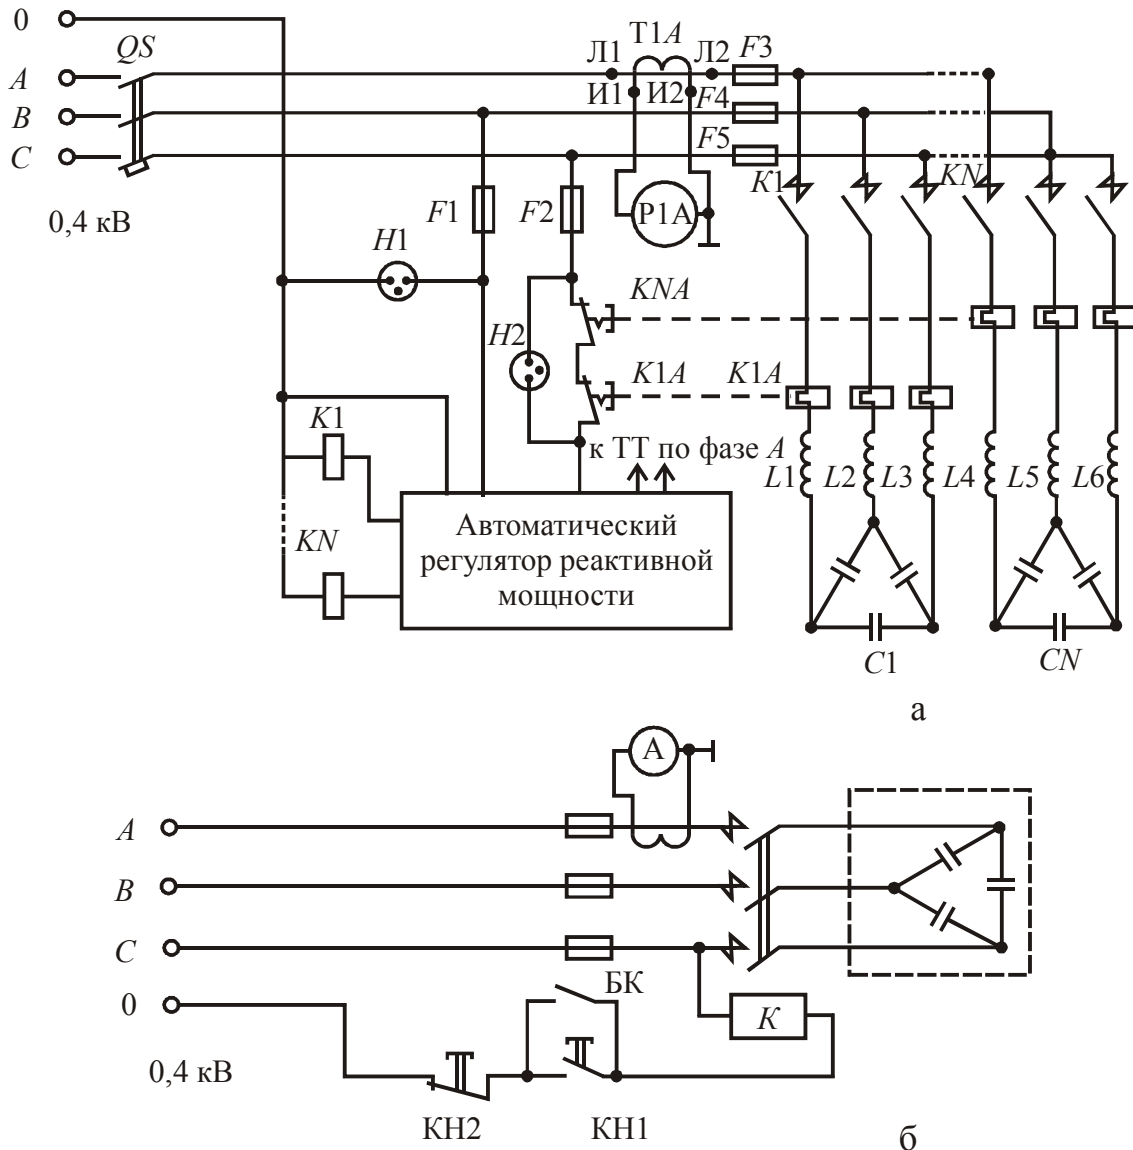 0
QS
Л1 Т1А Л2 F3
A
И1 И2 F4
B
F5
C
K1 KN
0,4 кВ
F1 F2 Р1А
H1
KNA
H2
K1A K1A
K1
к ТТ по фазе A
L1 L2 L3 L4 L5 L6
KN
Автоматический
регулятор реактивной
мощности
C1 CN
а
А
A
B
C
БК
0
K
0,4 кВ
КН2 КН1
б